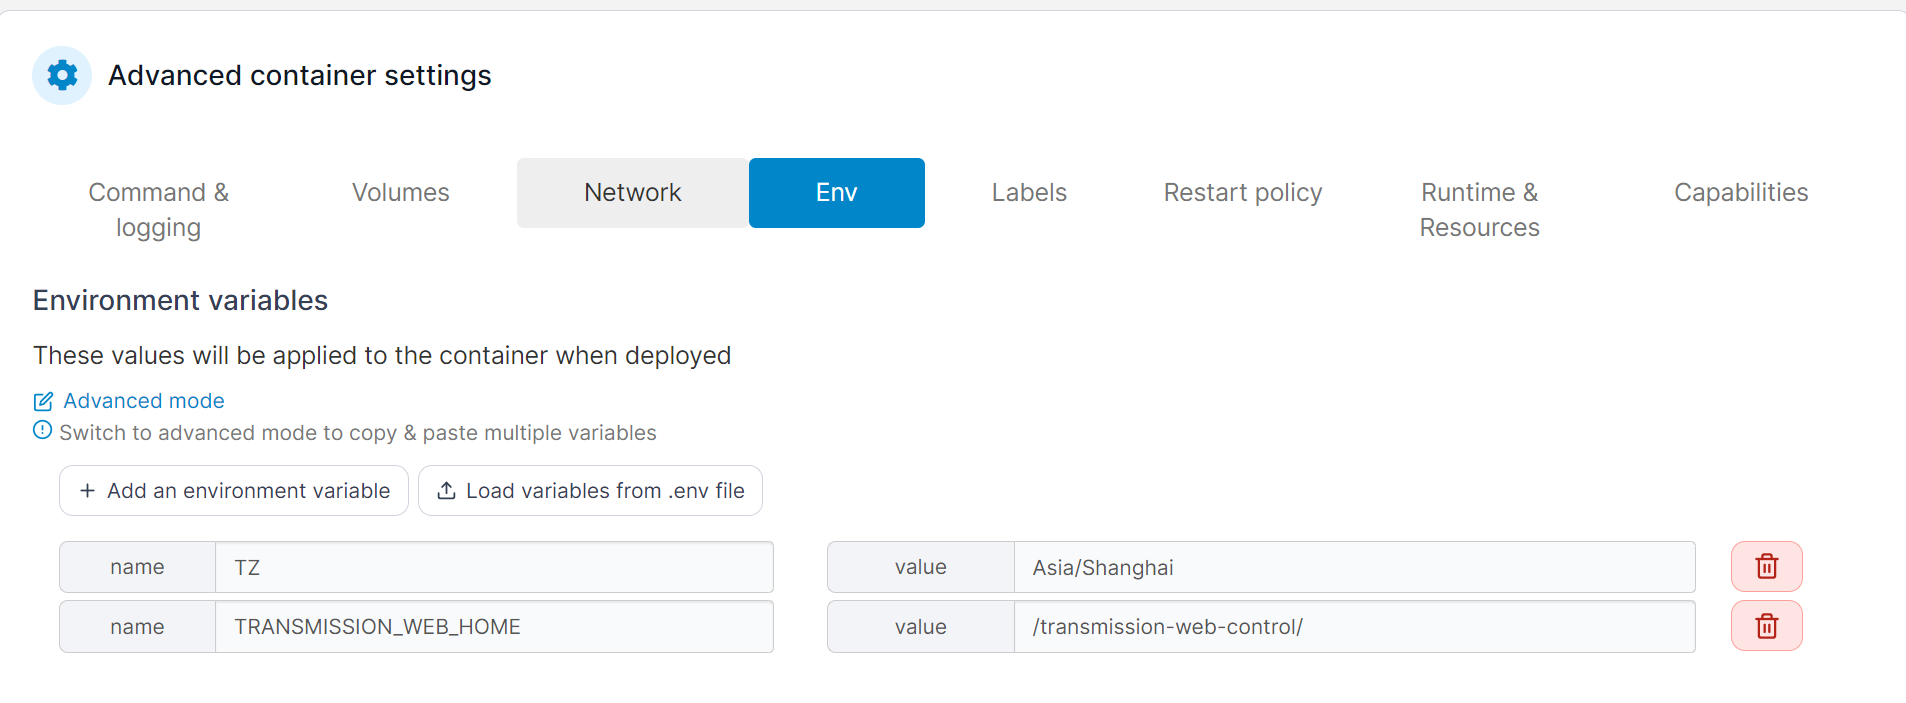 Advanced container settings
Command &
logging
Volumes
Network
Env
Labels
Restart policy
Runtime &
Resources
Capabilities
Environment variables
These values will be applied to the container when deployed
Advanced mode
Switch to advanced mode to copy & paste multiple variables
+ Add an environment variable
Load variables from .env file
name TZ value Asia/Shanghai
name TRANSMISSION_WEB_HOME value /transmission-web-control/